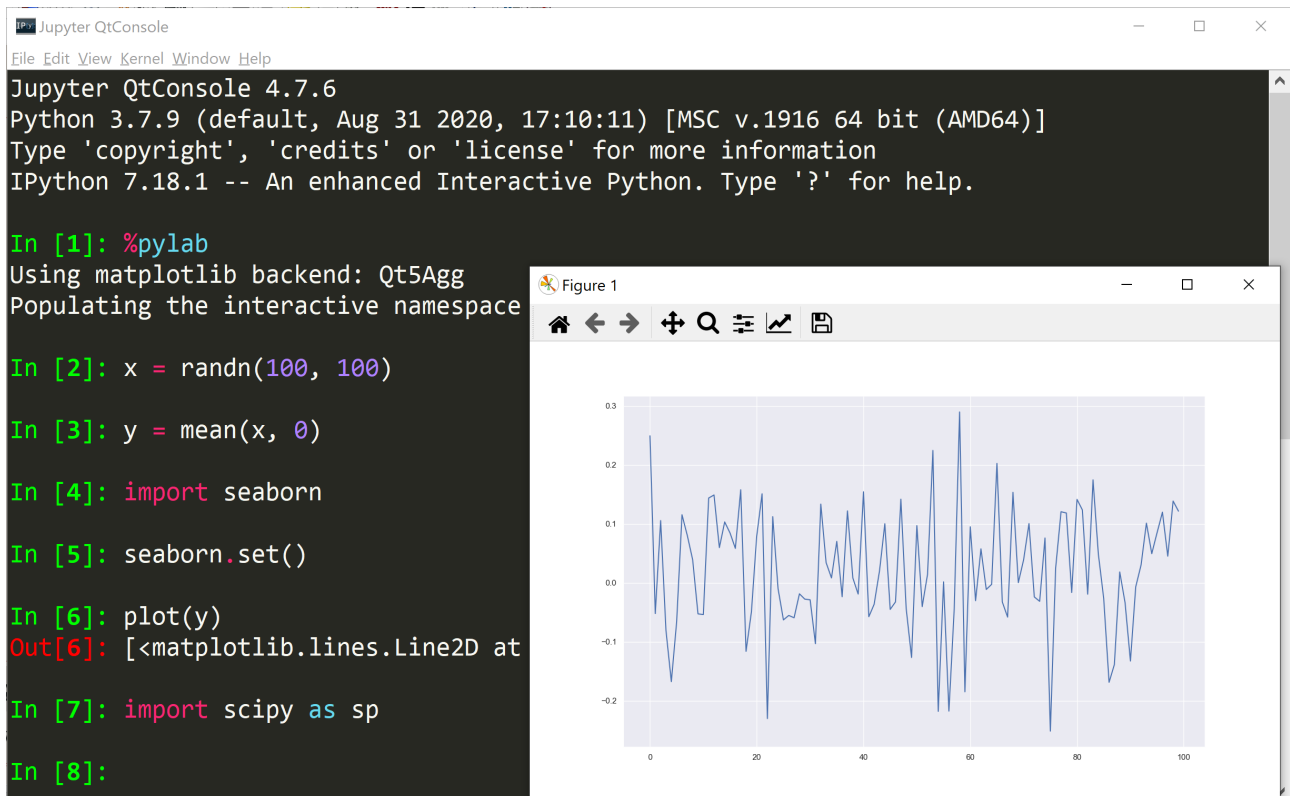 Jupyter QtConsole
File Edit View Kernel Window Help
Jupyter QtConsole 4.7.6
Python 3.7.9 (default, Aug 31 2020, 17:10:11) [MSC v.1916 64 bit (AMD64)]
Type 'copyright', 'credits' or 'license' for more information
IPython 7.18.1 -- An enhanced Interactive Python. Type '?' for help.
In [1]: %pylab
Using matplotlib backend: Qt5Agg
Populating the interactive namespace
In [2]: x = randn(100, 100)
In [3]: y = mean(x, 0)
In [4]: import seaborn
In [5]: seaborn.set()
In [6]: plot(y)
Out[6]: [<matplotlib.lines.Line2D at
In [7]: import scipy as sp
In [8]:
Figure 1
0.3
0.2
0.1
0.0
−0.1
−0.2
0 20 40 60 80 100